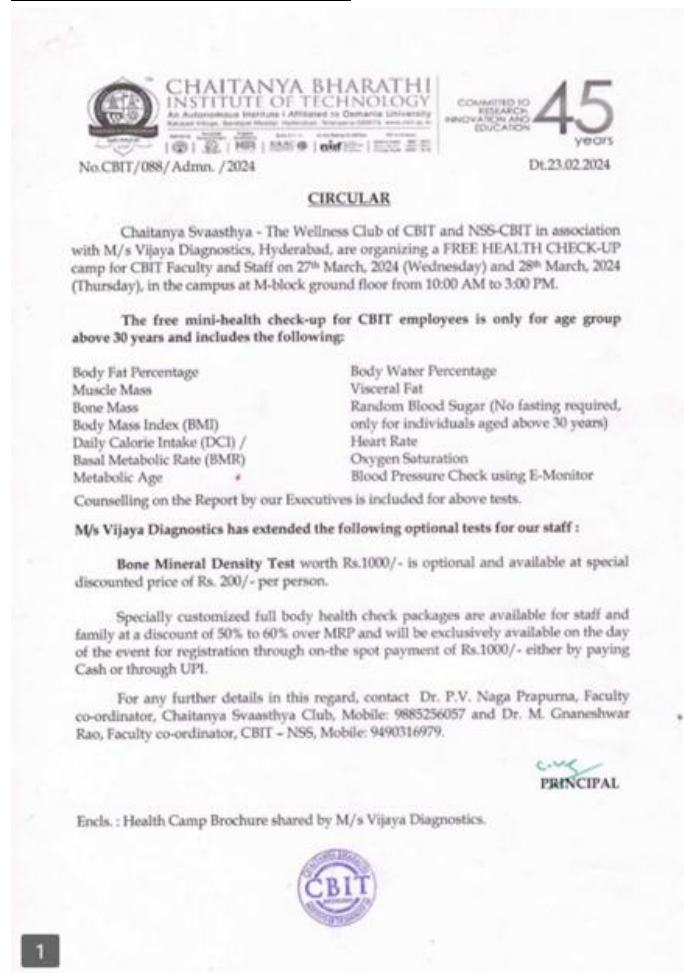 CHAITANYA BHARATHI
INSTITUTE OF TECHNOLOGY
An Autonomous Institute | Affiliated to Osmania University
COMMITTED TO
RESEARCH,
INNOVATION AND
EDUCATION
45
years
No.CBIT/088/Admn. /2024
Dt.23.02.2024
CIRCULAR
Chaitanya Svaasthya - The Wellness Club of CBIT and NSS-CBIT in association
with M/s Vijaya Diagnostics, Hyderabad, are organizing a FREE HEALTH CHECK-UP
camp for CBIT Faculty and Staff on 27th March, 2024 (Wednesday) and 28th March, 2024
(Thursday), in the campus at M-block ground floor from 10:00 AM to 3:00 PM.
The free mini-health check-up for CBIT employees is only for age group
above 30 years and includes the following:
Body Fat Percentage
Muscle Mass
Bone Mass
Body Mass Index (BMI)
Daily Calorie Intake (DCI) /
Basal Metabolic Rate (BMR)
Metabolic Age
Body Water Percentage
Visceral Fat
Random Blood Sugar (No fasting required,
only for individuals aged above 30 years)
Heart Rate
Oxygen Saturation
Blood Pressure Check using E-Monitor
Counselling on the Report by our Executives is included for above tests.
M/s Vijaya Diagnostics has extended the following optional tests for our staff :
Bone Mineral Density Test worth Rs.1000/- is optional and available at special
discounted price of Rs. 200/- per person.
Specially customized full body health check packages are available for staff and
family at a discount of 50% to 60% over MRP and will be exclusively available on the day
of the event for registration through on-the spot payment of Rs.1000/- either by paying
Cash or through UPI.
For any further details in this regard, contact Dr. P.V. Naga Prapurna, Faculty
co-ordinator, Chaitanya Svaasthya Club, Mobile: 9885256057 and Dr. M. Gnaneshwar
Rao, Faculty co-ordinator, CBIT – NSS, Mobile: 9490316979.
PRINCIPAL
Encls. : Health Camp Brochure shared by M/s Vijaya Diagnostics.
CBIT
1